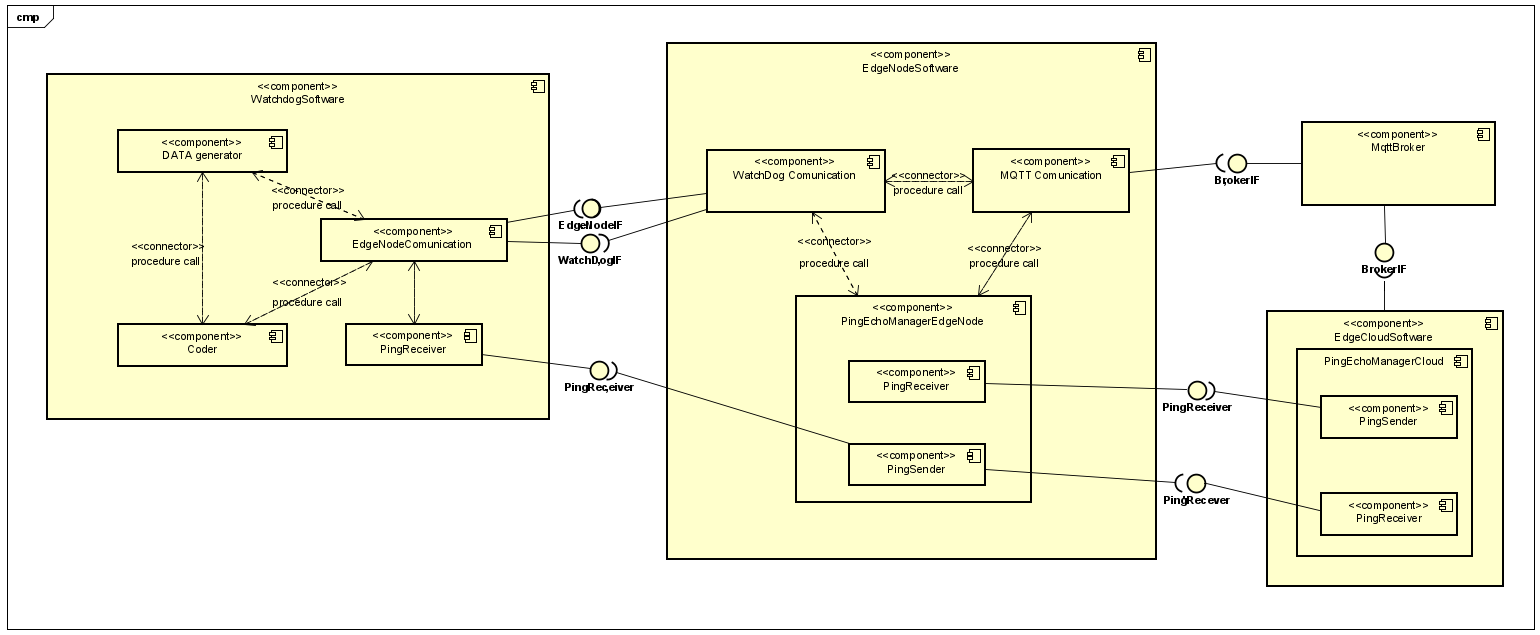 cmp
<<component>>
WatchdogSoftware
<<component>>
DATA generator
<<connector>>
procedure call
<<component>>
EdgeNodeComunication
<<connector>>
procedure call
<<connector>>
procedure call
<<component>>
Coder
<<component>>
PingReceiver
EdgeNodeIF
WatchDogIF
PingReceiver
<<component>>
EdgeNodeSoftware
<<component>>
WatchDog Comunication
<<connector>>
procedure call
<<component>>
MQTT Comunication
<<connector>>
procedure call
<<connector>>
procedure call
<<component>>
PingEchoManagerEdgeNode
<<component>>
PingReceiver
<<component>>
PingSender
BrokerIF
<<component>>
MqttBroker
BrokerIF
PingReceiver
PingRecever
<<component>>
EdgeCloudSoftware
PingEchoManagerCloud
<<component>>
PingSender
<<component>>
PingReceiver